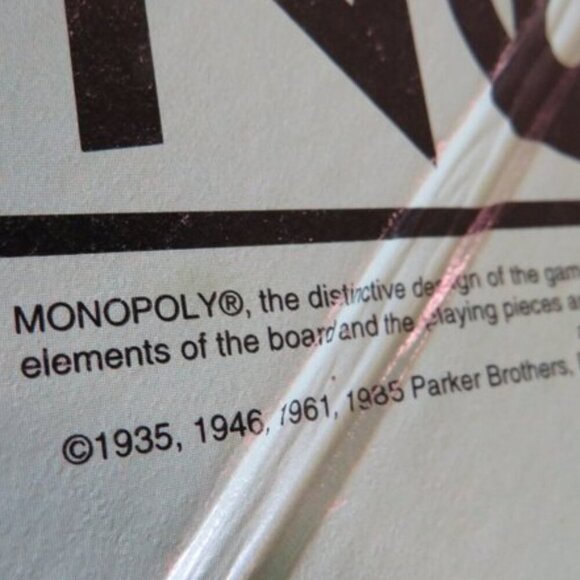 MONOPOLY®, the distinctive design of the gam
elements of the board and the playing pieces a
©1935, 1946, 1961, 1985 Parker Brothers,